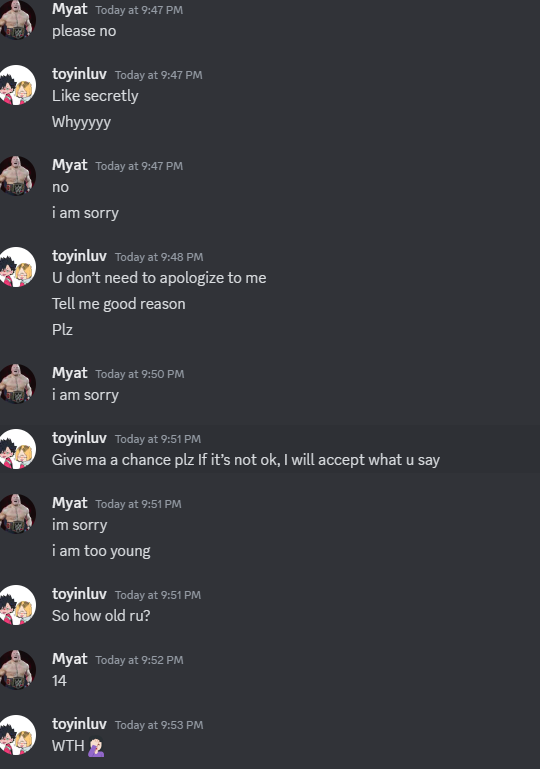 Myat Today at 9:47 PM
please no
toyinluv Today at 9:47 PM
Like secretly
Whyyyyy
Myat Today at 9:47 PM
no
i am sorry
toyinluv Today at 9:48 PM
U don't need to apologize to me
Tell me good reason
Plz
Myat Today at 9:50 PM
i am sorry
toyinluv Today at 9:51 PM
Give ma a chance plz If it's not ok, I will accept what u say
Myat Today at 9:51 PM
im sorry
i am too young
toyinluv Today at 9:51 PM
So how old ru?
Myat Today at 9:52 PM
14
toyinluv Today at 9:53 PM
WTH 🤦🏻‍♀️